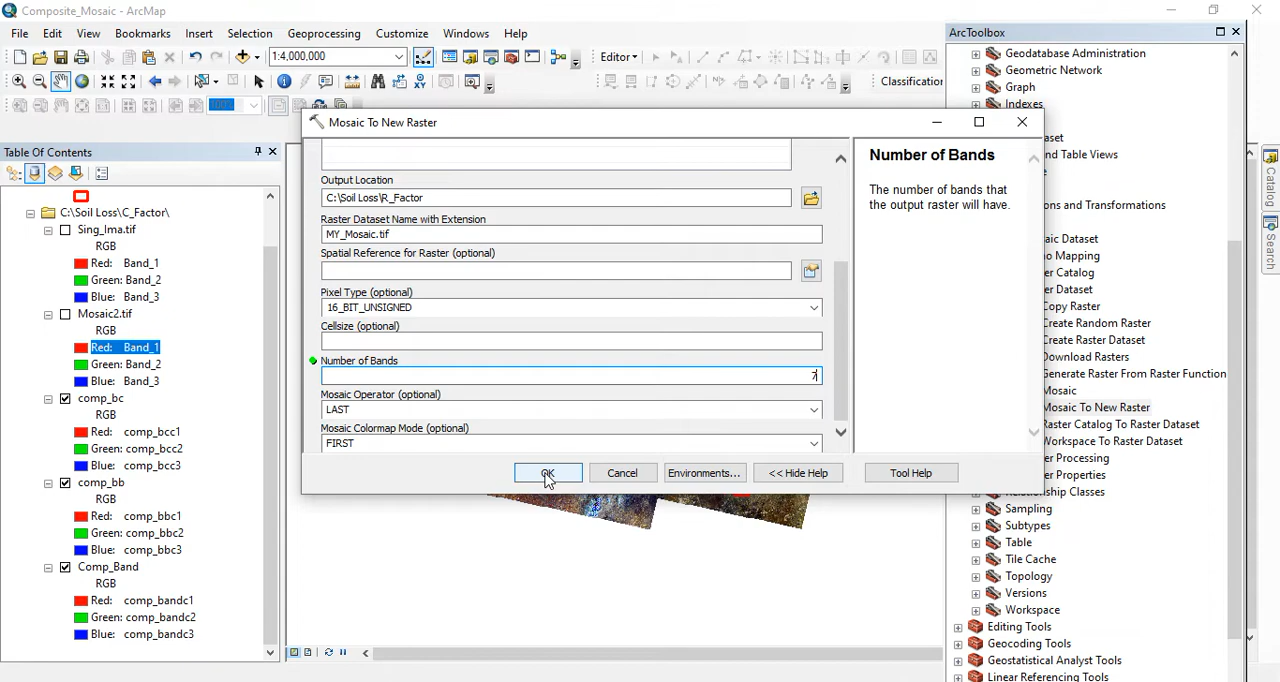 Composite_Mosaic - ArcMap
File Edit View Bookmarks Insert Selection Geoprocessing Customize Windows Help
1:4,000,000
Editor
Classification
Table Of Contents
C:\Soil Loss\C_Factor\
Sing_Ima.tif
RGB
Red: Band_1
Green: Band_2
Blue: Band_3
Mosaic2.tif
RGB
Red: Band_1
Green: Band_2
Blue: Band_3
comp_bc
RGB
Red: comp_bcc1
Green: comp_bbc2
Blue: comp_bcc3
comp_bb
RGB
Red: comp_bbc1
Green: comp_bbc2
Blue: comp_bbc3
Comp_Band
RGB
Red: comp_bandc1
Green: comp_bandc2
Blue: comp_bandc3
Mosaic To New Raster
Output Location
C:\Soil Loss\R_Factor
Raster Dataset Name with Extension
MY_Mosaic.tif
Spatial Reference for Raster (optional)
Pixel Type (optional)
16_BIT_UNSIGNED
Cellsize (optional)
Number of Bands
7
Mosaic Operator (optional)
LAST
Mosaic Colormap Mode (optional)
FIRST
OK
Cancel
Environments...
<< Hide Help
Tool Help
Number of Bands
The number of bands that
the output raster will have.
ArcToolbox
Geodatabase Administration
Geometric Network
Graph
Indexes
and Table Views
ons and Transformations
aic Dataset
Mapping
er Catalog
er Dataset
Copy Raster
Create Random Raster
Create Raster Dataset
Download Rasters
Generate Raster From Raster Function
Mosaic
Mosaic To New Raster
Raster Catalog To Raster Dataset
Workspace To Raster Dataset
er Processing
er Properties
Relationship Classes
Sampling
Subtypes
Table
Tile Cache
Topology
Versions
Workspace
Editing Tools
Geocoding Tools
Geostatistical Analyst Tools
Linear Referencing Tools
Catalog
Search